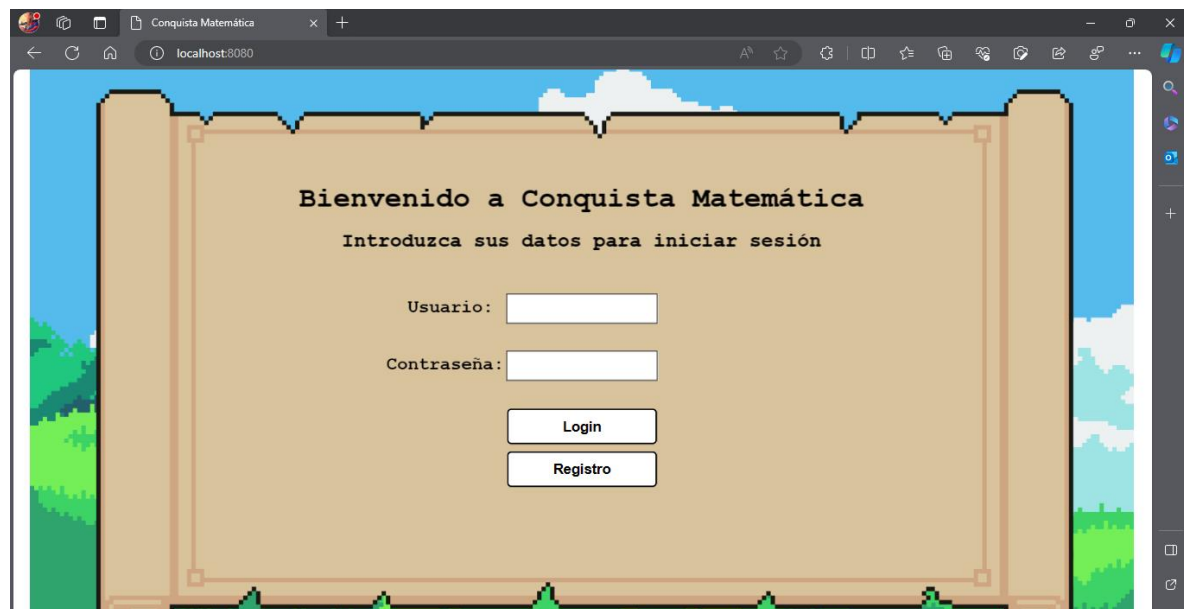 Conquista Matemática
localhost:8080
Bienvenido a Conquista Matemática
Introduzca sus datos para iniciar sesión
Usuario:
Contraseña:
Login
Registro